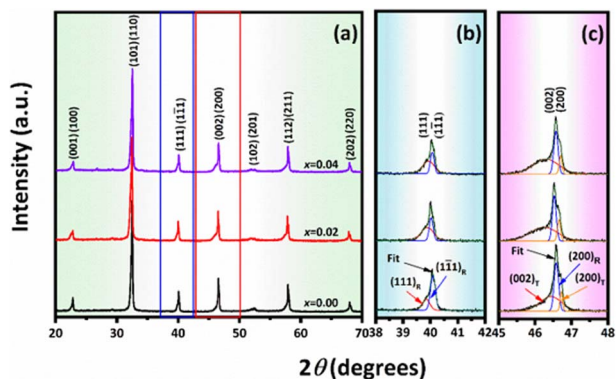 Intensity (a.u.)
(a)
(001)(100)
(101)(110)
(111)(1̅11)
(002)(200)
(102)(201)
(112)(211)
(202)(220)
x=0.04
x=0.02
x=0.00
20 30 40 50 60 70
(b)
(111)
(11̅1)
Fit
(111)R
(11̅1)R
38 39 40 41 42
(c)
(002)
(200)
Fit
(002)T
(200)R
(200)T
45 46 47 48
2θ (degrees)